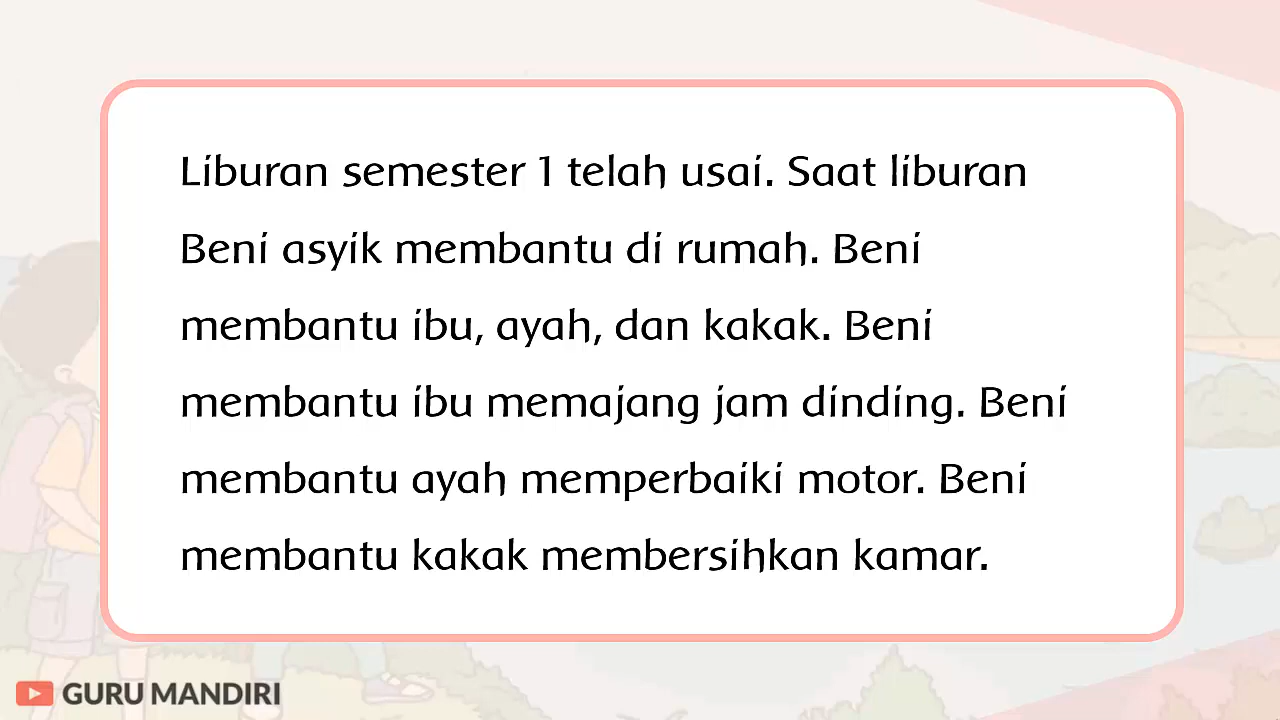 Liburan semester 1 telah usai. Saat liburan
Beni asyik membantu di rumah. Beni
membantu ibu, ayah, dan kakak. Beni
membantu ibu memajang jam dinding. Beni
membantu ayah memperbaiki motor. Beni
membantu kakak membersihkan kamar.
GURU MANDIRI